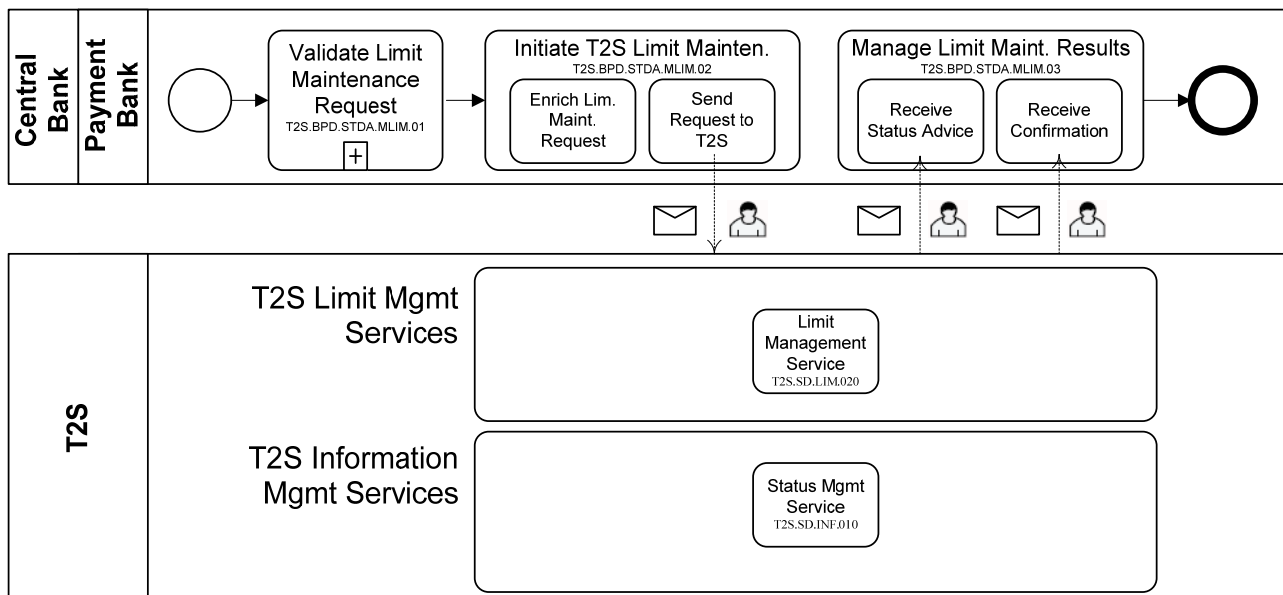 Central
Bank
Payment
Bank
Validate Limit
Maintenance
Request
T2S.BPD.STDA.MLIM.01
+
Initiate T2S Limit Mainten.
T2S.BPD.STDA.MLIM.02
Enrich Lim.
Maint.
Request
Send
Request to
T2S
Manage Limit Maint. Results
T2S.BPD.STDA.MLIM.03
Receive
Status Advice
Receive
Confirmation
T2S
T2S Limit Mgmt
Services
Limit
Management
Service
T2S.SD.LIM.020
T2S Information
Mgmt Services
Status Mgmt
Service
T2S.SD.INF.010